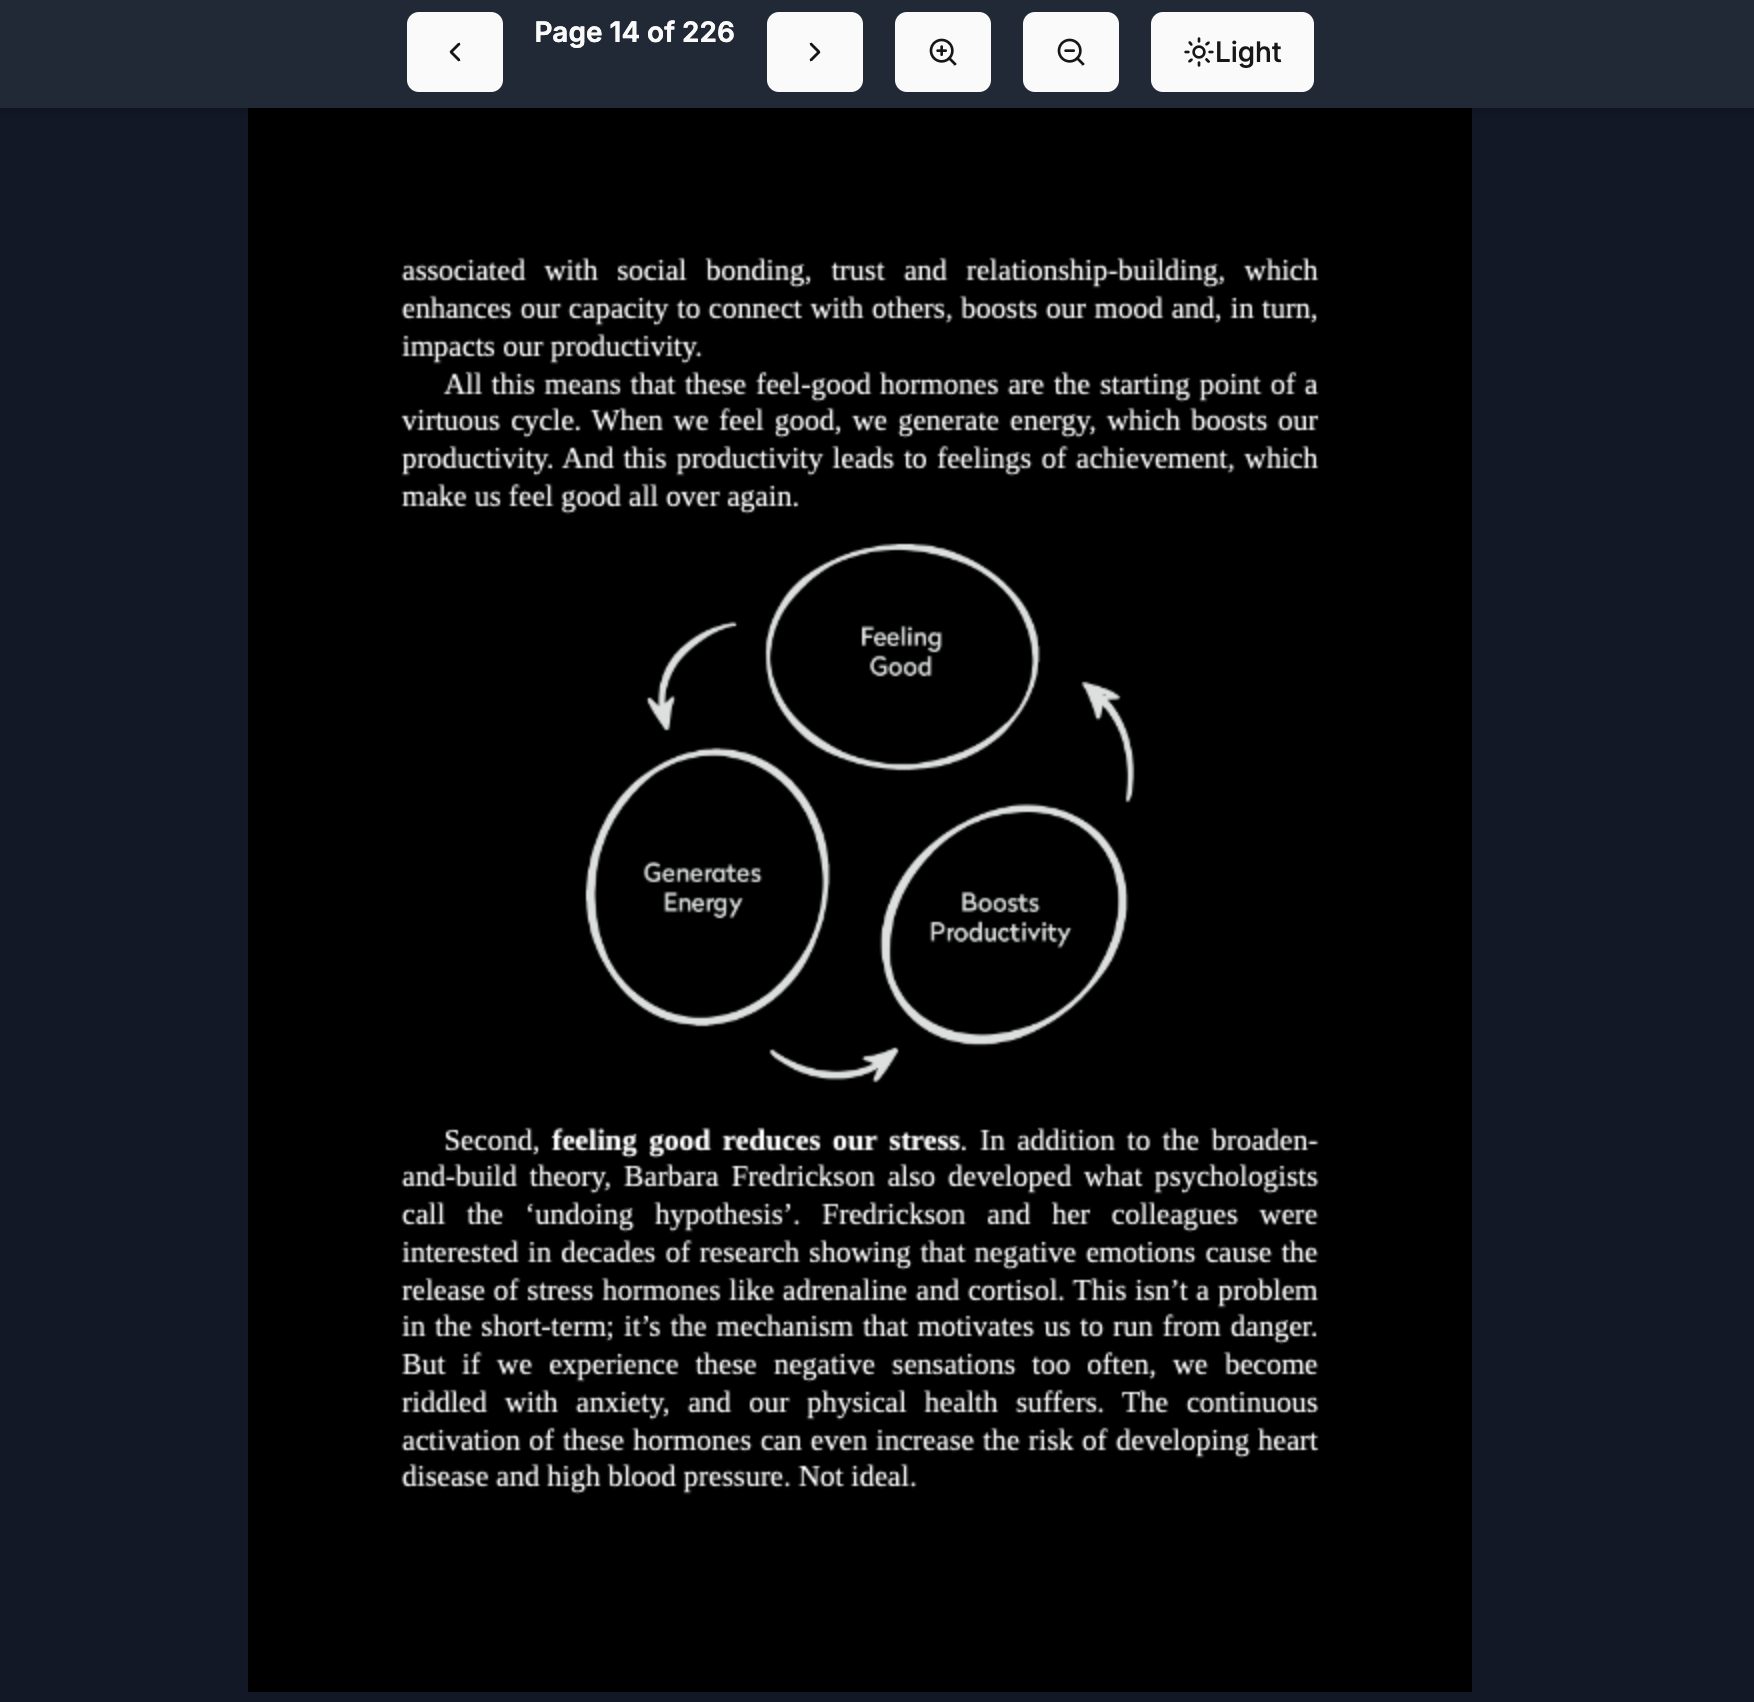 Page 14 of 226
Light
associated with social bonding, trust and relationship-building, which
enhances our capacity to connect with others, boosts our mood and, in turn,
impacts our productivity.
All this means that these feel-good hormones are the starting point of a
virtuous cycle. When we feel good, we generate energy, which boosts our
productivity. And this productivity leads to feelings of achievement, which
make us feel good all over again.
Feeling
Good
Generates
Energy
Boosts
Productivity
Second, feeling good reduces our stress. In addition to the broaden-
and-build theory, Barbara Fredrickson also developed what psychologists
call the ‘undoing hypothesis’. Fredrickson and her colleagues were
interested in decades of research showing that negative emotions cause the
release of stress hormones like adrenaline and cortisol. This isn’t a problem
in the short-term; it’s the mechanism that motivates us to run from danger.
But if we experience these negative sensations too often, we become
riddled with anxiety, and our physical health suffers. The continuous
activation of these hormones can even increase the risk of developing heart
disease and high blood pressure. Not ideal.